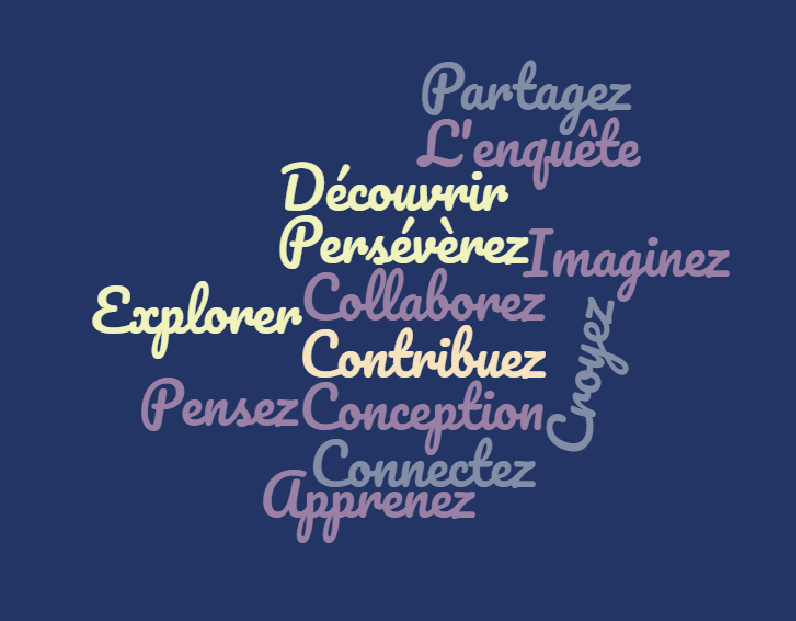 Partagez
L'enquête
Découvrir
Persévèrez
Imaginez
Explorer
Collaborez
Croyez
Contribuez
Pensez
Conception
Connectez
Apprenez